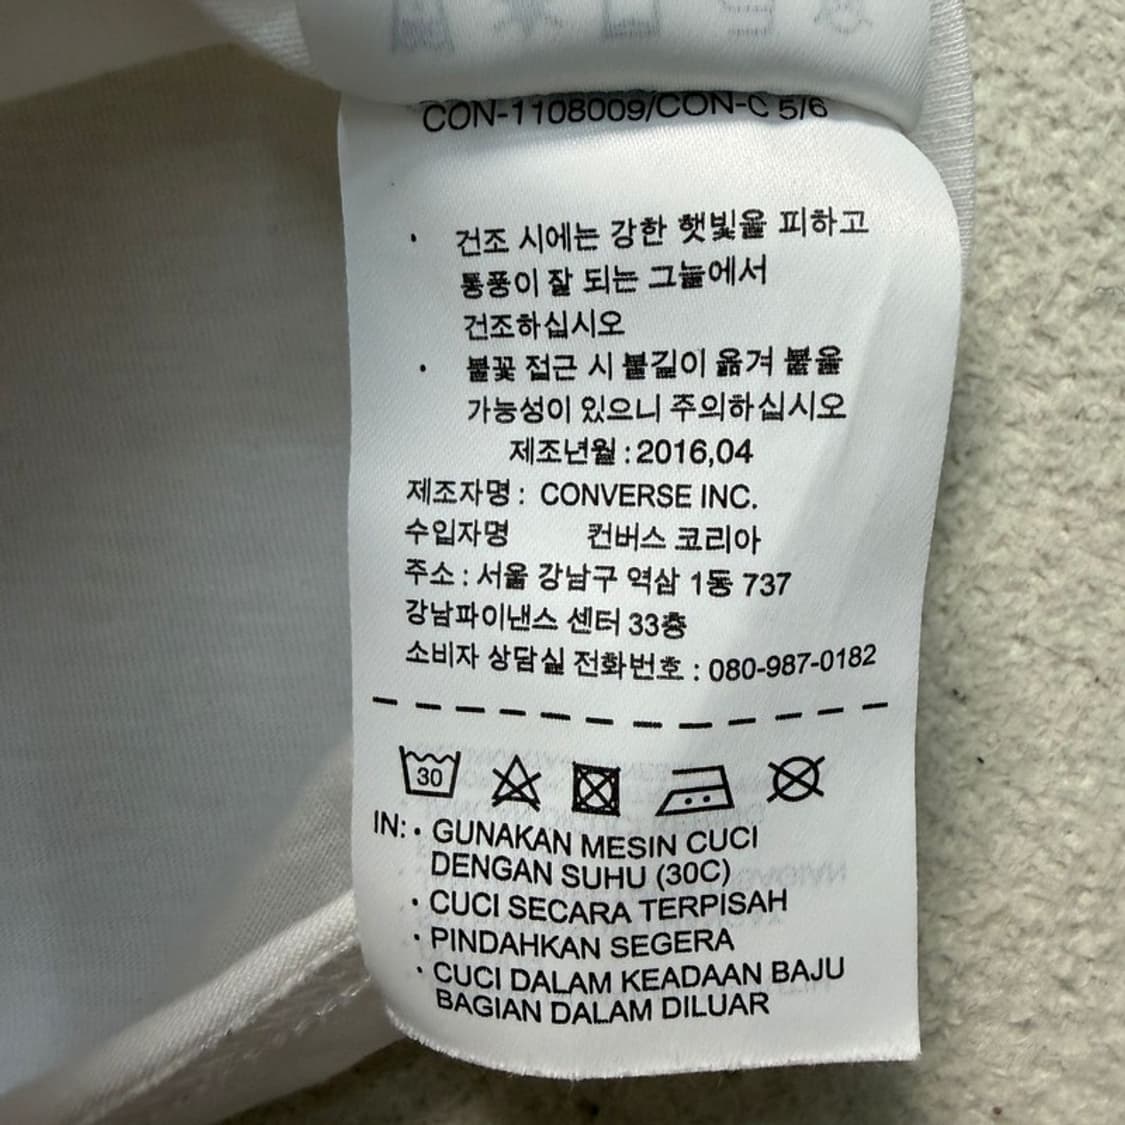 CON-1108009/CON-C 5/6
· 건조 시에는 강한 햇빛을 피하고
통풍이 잘 되는 그늘에서
건조하십시오
· 불꽃 접근 시 불길이 옮겨 붙을
가능성이 있으니 주의하십시오
제조년월 : 2016,04
제조자명 : CONVERSE INC.
수입자명 컨버스 코리아
주소 : 서울 강남구 역삼 1동 737
강남파이낸스 센터 33층
소비자 상담실 전화번호 : 080-987-0182
30
IN: · GUNAKAN MESIN CUCI
DENGAN SUHU (30C)
· CUCI SECARA TERPISAH
· PINDAHKAN SEGERA
· CUCI DALAM KEADAAN BAJU
BAGIAN DALAM DILUAR